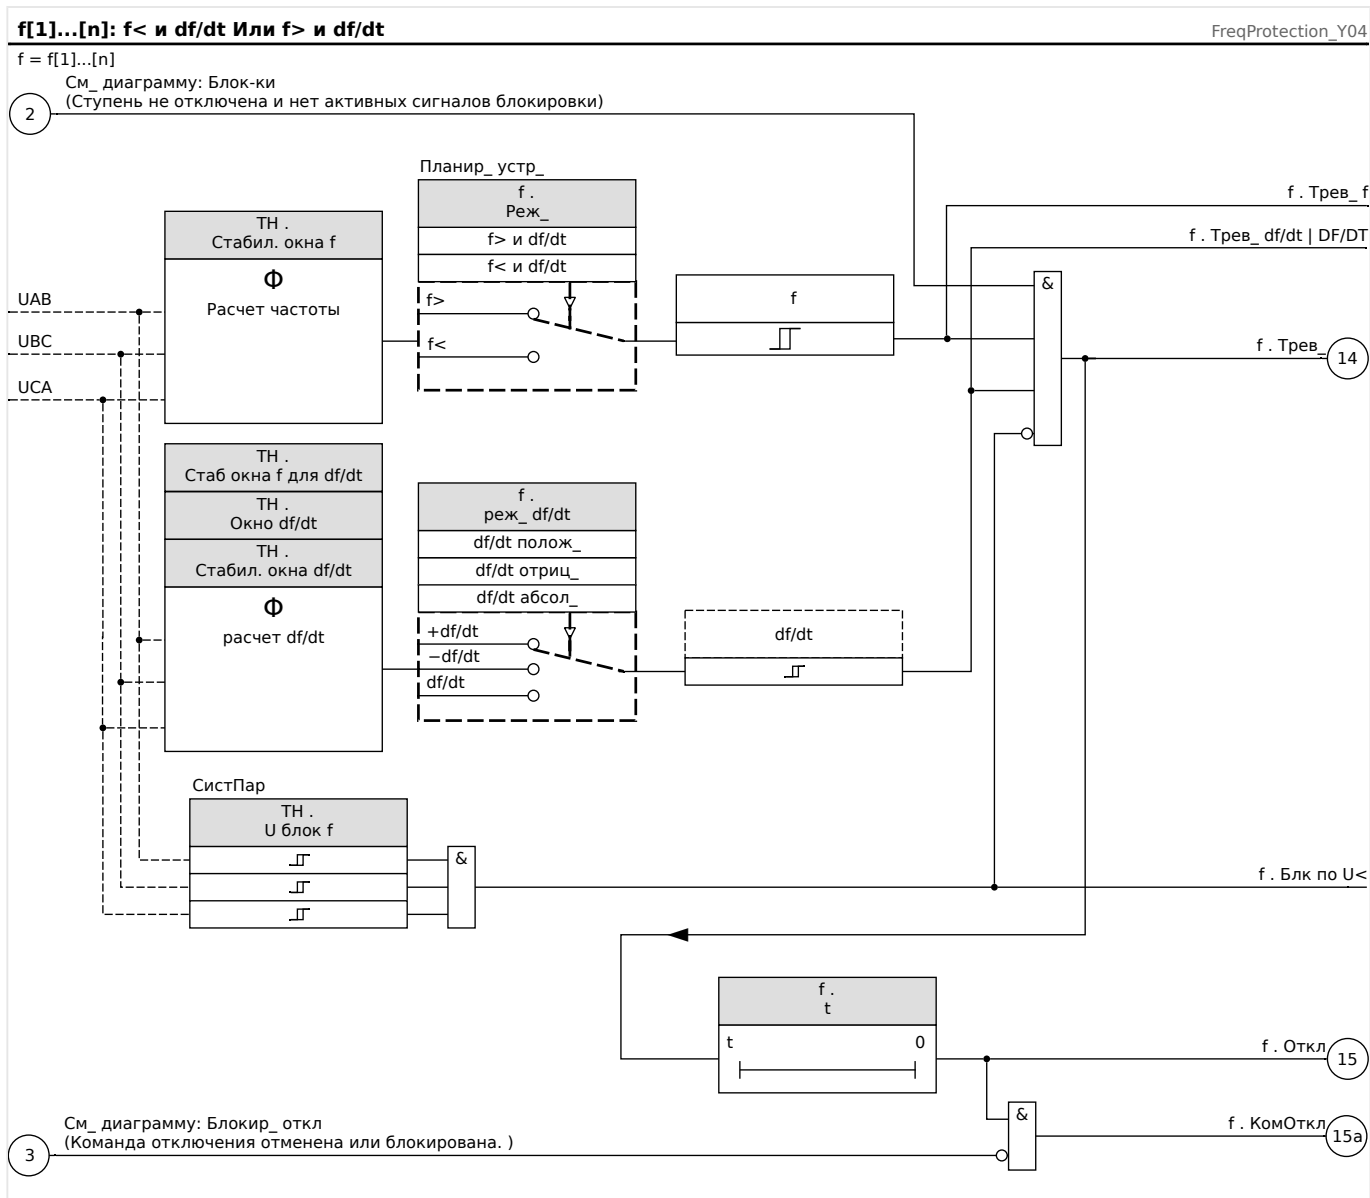 f[1]...[n]: f< и df/dt Или f> и df/dt
FreqProtection_Y04
f = f[1]...[n]
См_ диаграмму: Блок-ки
(Ступень не отключена и нет активных сигналов блокировки)
2
Планир_ устр_
f .
Реж_
f> и df/dt
f< и df/dt
f>
f<
ТН .
Стабил. окна f
Ф
Расчет частоты
UAB
UBC
UCA
f
f . Трев_ f
f . Трев_ df/dt | DF/DT
&
f . Трев_
14
ТН .
Стаб окна f для df/dt
ТН .
Окно df/dt
ТН .
Стабил. окна df/dt
Ф
расчет df/dt
f .
реж_ df/dt
df/dt полож_
df/dt отриц_
df/dt абсол_
+df/dt
−df/dt
df/dt
df/dt
СистПар
ТН .
U блок f
&
f . Блк по U<
f .
t
t
0
f . Откл
15
См_ диаграмму: Блокир_ откл
(Команда отключения отменена или блокирована. )
3
&
f . КомОткл
15a